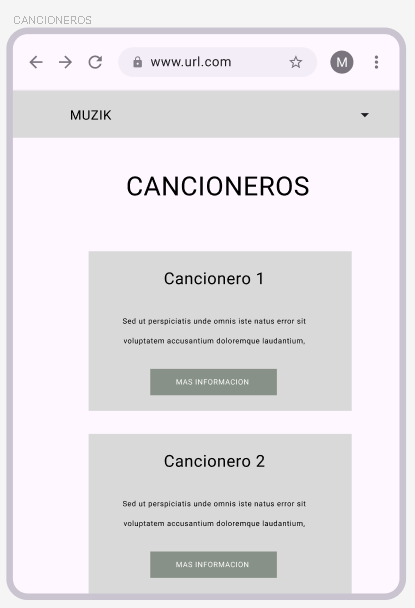 CANCIONEROS
www.url.com
M
MUZIK
CANCIONEROS
Cancionero 1
Sed ut perspiciatis unde omnis iste natus error sit
voluptatem accusantium doloremque laudantium,
MAS INFORMACION
Cancionero 2
Sed ut perspiciatis unde omnis iste natus error sit
voluptatem accusantium doloremque laudantium,
MAS INFORMACION